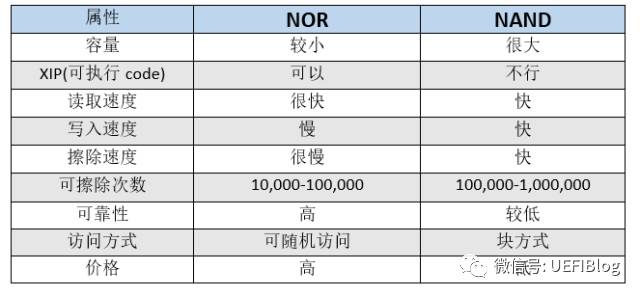 属性 NOR NAND
容量 较小 很大
XIP(可执行 code) 可以 不行
读取速度 很快 快
写入速度 慢 快
擦除速度 很慢 快
可擦除次数 10,000-100,000 100,000-1,000,000
可靠性 高 较低
访问方式 可随机访问 块方式
价格 高 低
微信号: UEFIBlog